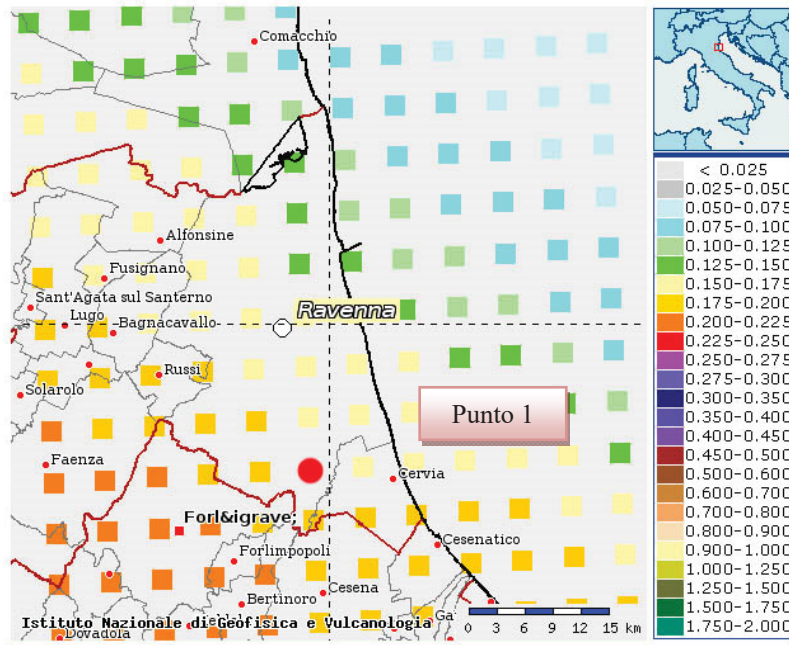 Comacchio
Alfonsine
Fusignano
Sant'Agata sul Santerno
Lugo
Bagnacavallo
Ravenna
Russi
Solarolo
Punto 1
Faenza
Cervia
Forl&igrave;
Cesenatico
Forlimpopoli
Cesena
Bertinoro
Istituto Nazionale di Geofisica e Vulcanologia
Ga
Dovadola
0 3 6 9 12 15 km
< 0.025
0.025-0.050
0.050-0.075
0.075-0.100
0.100-0.125
0.125-0.150
0.150-0.175
0.175-0.200
0.200-0.225
0.225-0.250
0.250-0.275
0.275-0.300
0.300-0.350
0.350-0.400
0.400-0.450
0.450-0.500
0.500-0.600
0.600-0.700
0.700-0.800
0.800-0.900
0.900-1.000
1.000-1.250
1.250-1.500
1.500-1.750
1.750-2.000